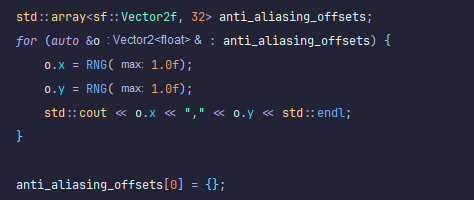 std::array<sf::Vector2f, 32> anti_aliasing_offsets;
for (auto &o : Vector2<float> & : anti_aliasing_offsets) {
o.x = RNG( max: 1.0f);
o.y = RNG( max: 1.0f);
std::cout << o.x << "," << o.y << std::endl;
}
anti_aliasing_offsets[0] = {};